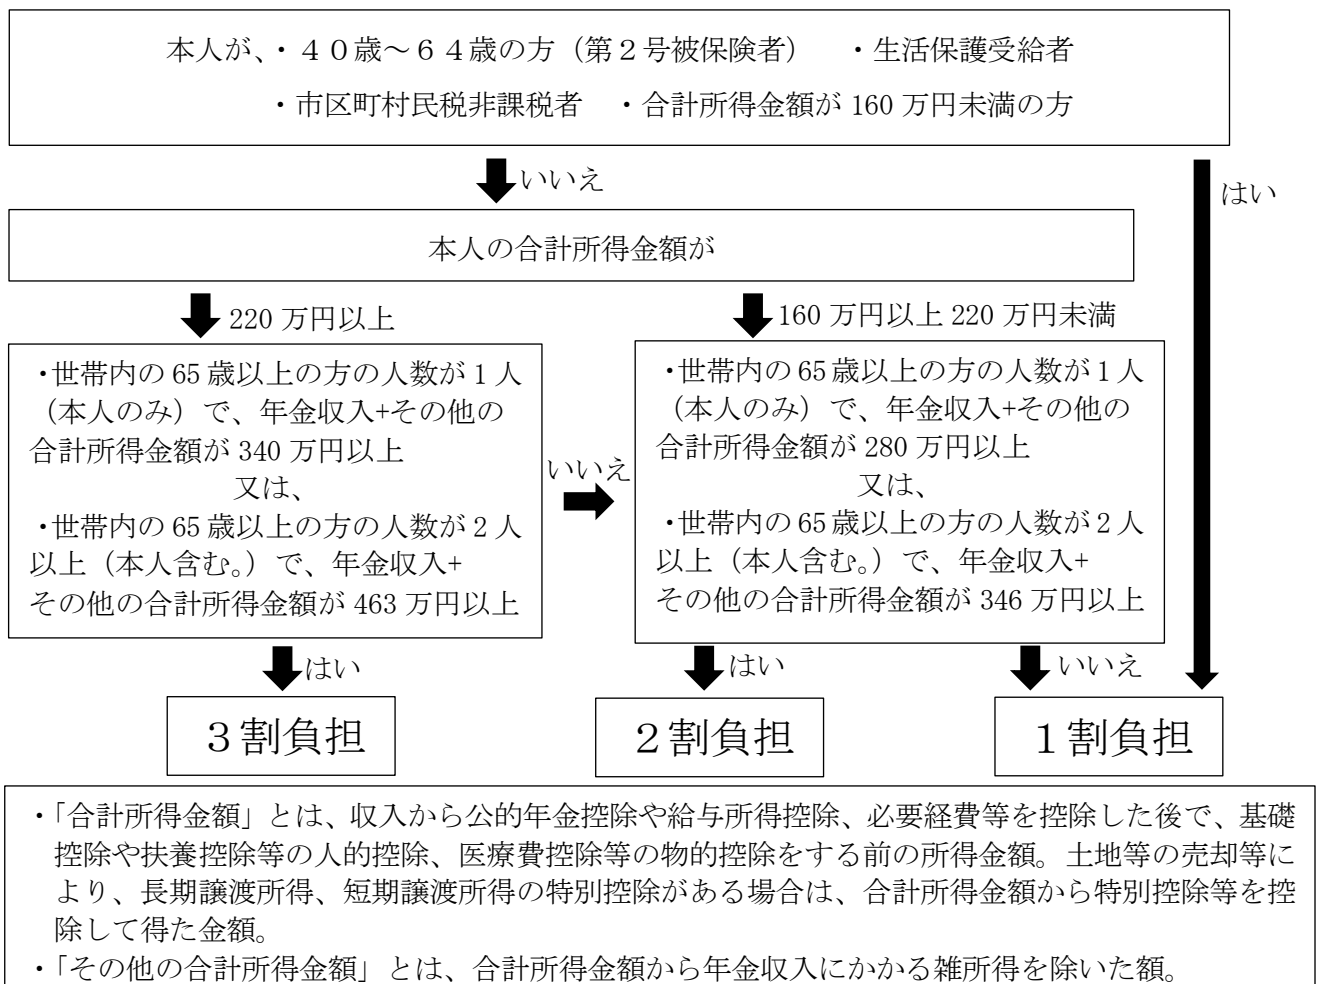 本人が、・４０歳～６４歳の方（第２号被保険者）　・生活保護受給者
・市区町村民税非課税者　・合計所得金額が 160 万円未満の方
いいえ
はい
本人の合計所得金額が
220 万円以上
160 万円以上 220 万円未満
・世帯内の 65 歳以上の方の人数が 1 人
（本人のみ）で、年金収入+その他の
合計所得金額が 340 万円以上
又は、
・世帯内の 65 歳以上の方の人数が 2 人
以上（本人含む。）で、年金収入+
その他の合計所得金額が 463 万円以上
いいえ
・世帯内の 65 歳以上の方の人数が 1 人
（本人のみ）で、年金収入+その他の
合計所得金額が 280 万円以上
又は、
・世帯内の 65 歳以上の方の人数が 2 人
以上（本人含む。）で、年金収入+
その他の合計所得金額が 346 万円以上
はい
はい
いいえ
３割負担
２割負担
１割負担
・「合計所得金額」とは、収入から公的年金控除や給与所得控除、必要経費等を控除した後で、基礎
控除や扶養控除等の人的控除、医療費控除等の物的控除をする前の所得金額。土地等の売却等に
より、長期譲渡所得、短期譲渡所得の特別控除がある場合は、合計所得金額から特別控除等を控
除して得た金額。
・「その他の合計所得金額」とは、合計所得金額から年金収入にかかる雑所得を除いた額。